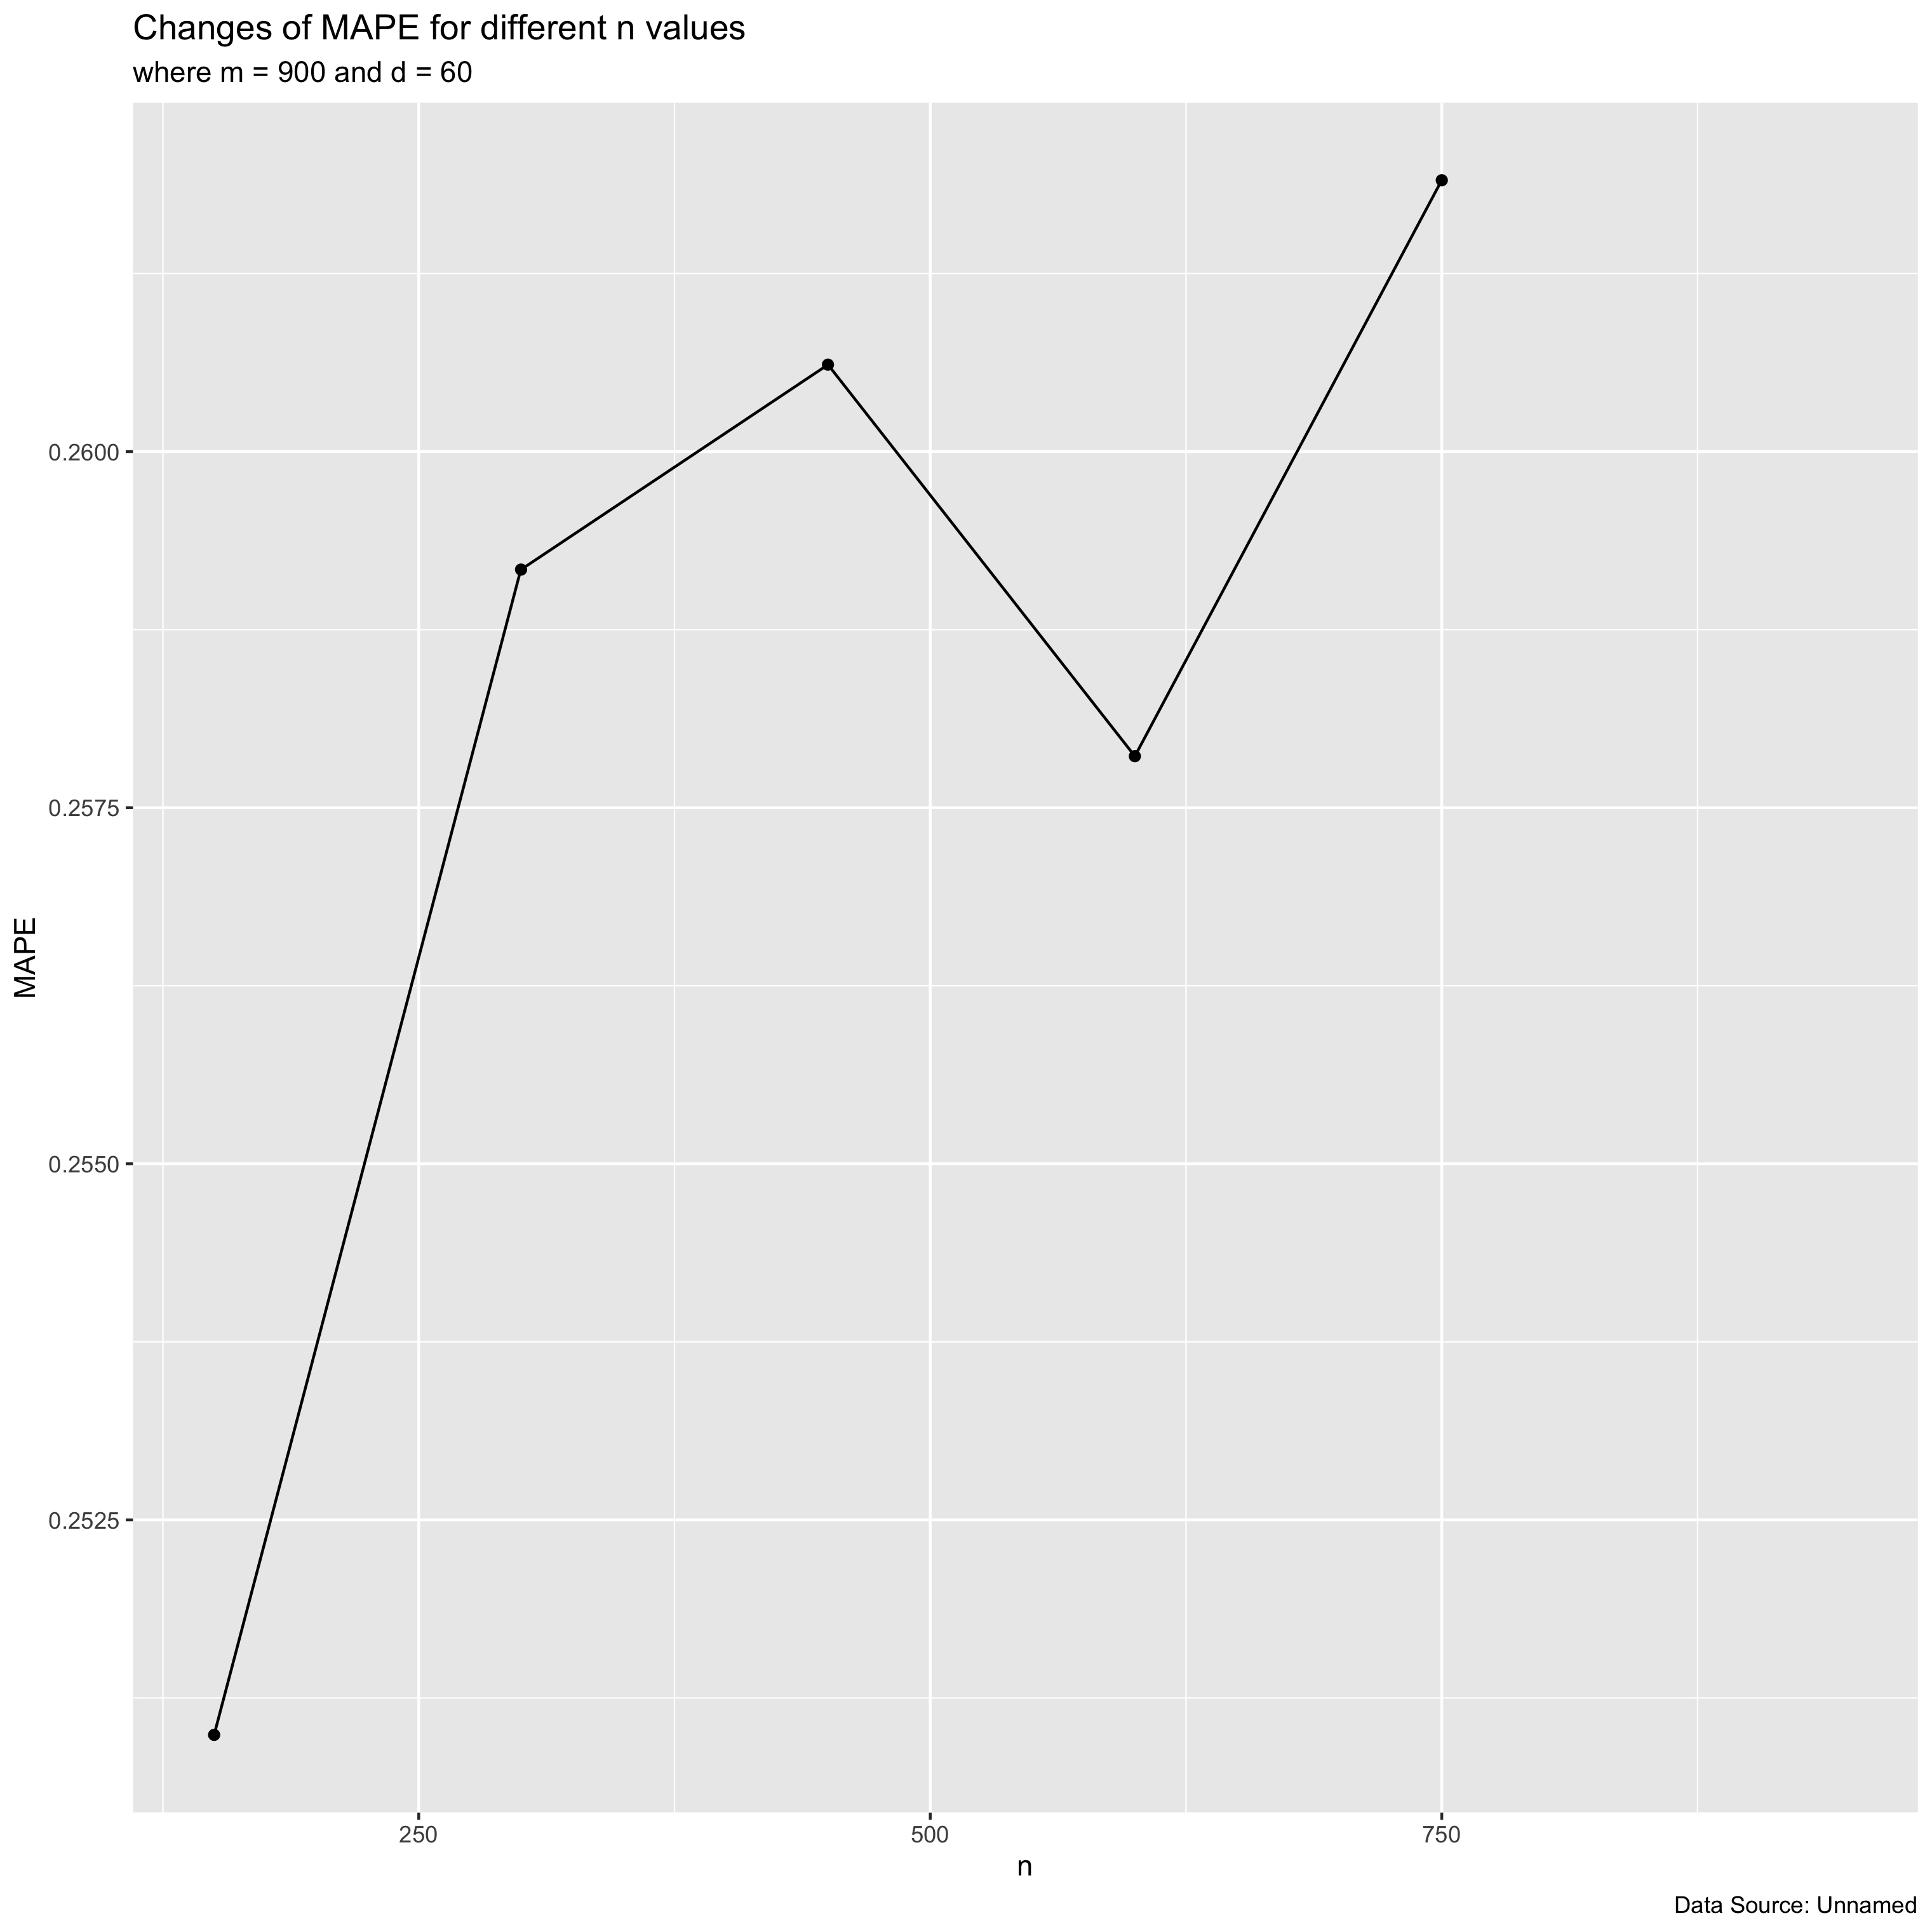 Changes of MAPE for different n values
where m = 900 and d = 60
MAPE
0.2600
0.2575
0.2550
0.2525
250
500
750
n
Data Source: Unnamed